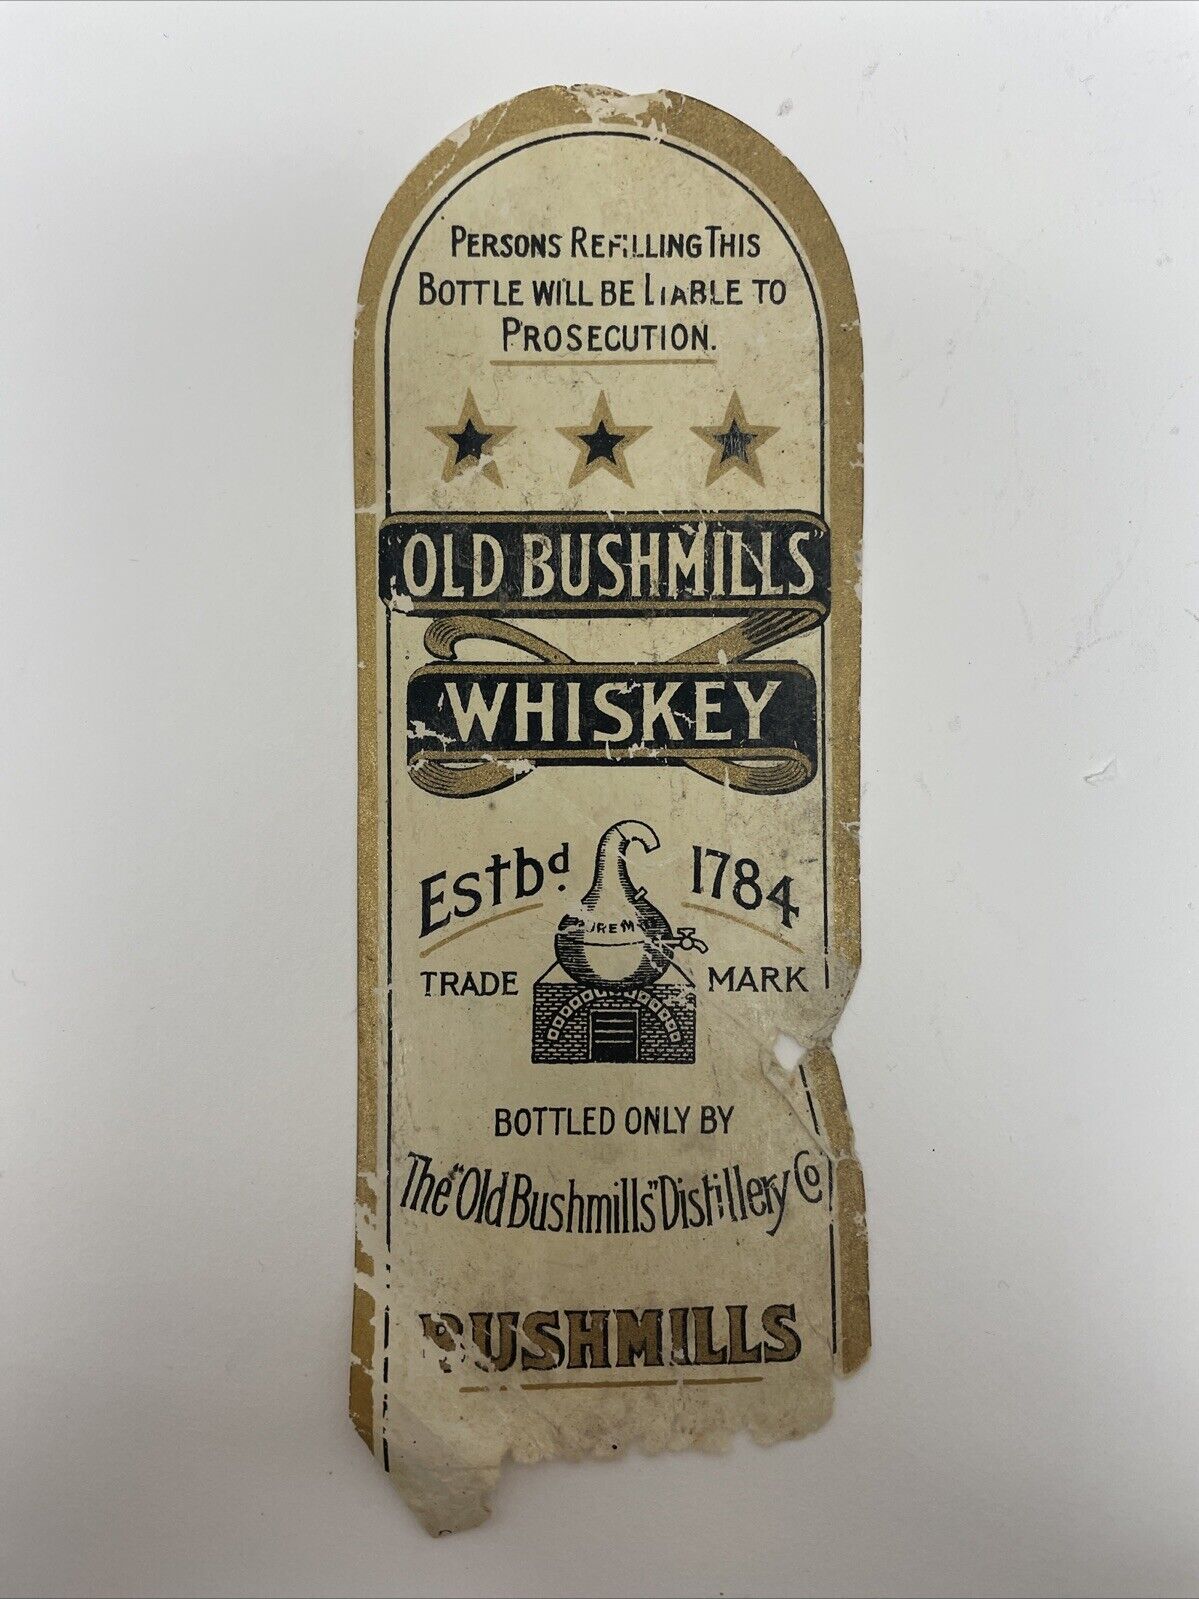 PERSONS REFILLING THIS
BOTTLE WILL BE LIABLE TO
PROSECUTION.
"OLD BUSHMILLS"
WHISKEY
Estbd. 1784
TRADE MARK
BOTTLED ONLY BY
The "Old Bushmills" Distillery Co
BUSHMILLS